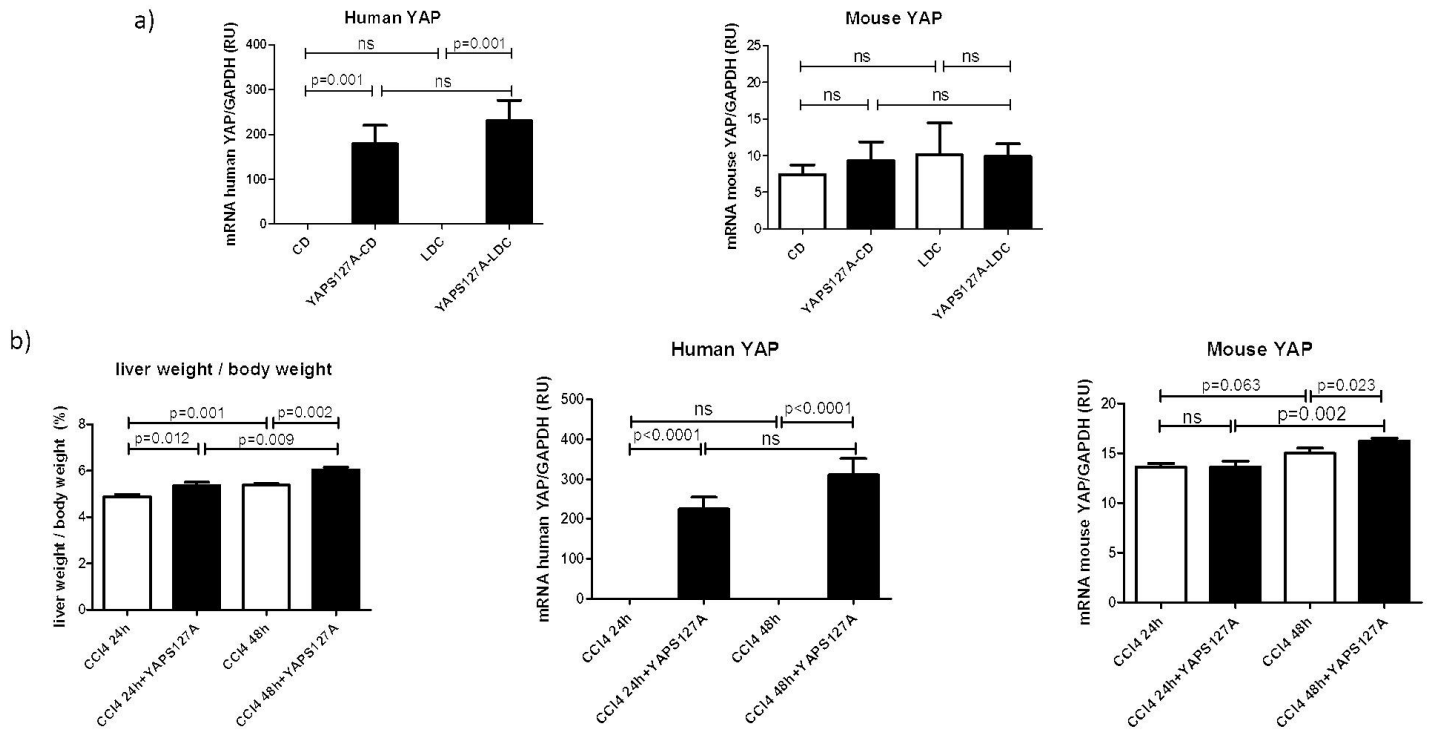 a)
Human YAP
mRNA human YAP/GAPDH (RU)
400
300
200
100
0
ns
p=0.001
p=0.001
ns
CD
YAPS127A-CD
LDC
YAPS127A-LDC
Mouse YAP
mRNA mouse YAP/GAPDH (RU)
25
20
15
10
5
0
ns
ns
ns
ns
CD
YAPS127A-CD
LDC
YAPS127A-LDC
b)
liver weight / body weight
liver weight / body weight (%)
8
6
4
2
0
p=0.001
p=0.002
p=0.012
p=0.009
CCl4 24h
CCl4 24h+YAPS127A
CCl4 48h
CCl4 48h+YAPS127A
Human YAP
mRNA human YAP/GAPDH (RU)
500
400
300
200
100
0
ns
p<0.0001
p<0.0001
ns
CCl4 24h
CCl4 24h+YAPS127A
CCl4 48h
CCl4 48h+YAPS127A
Mouse YAP
mRNA mouse YAP/GAPDH (RU)
20
15
10
5
0
p=0.063
p=0.023
ns
p=0.002
CCl4 24h
CCl4 24h+YAPS127A
CCl4 48h
CCl4 48h+YAPS127A